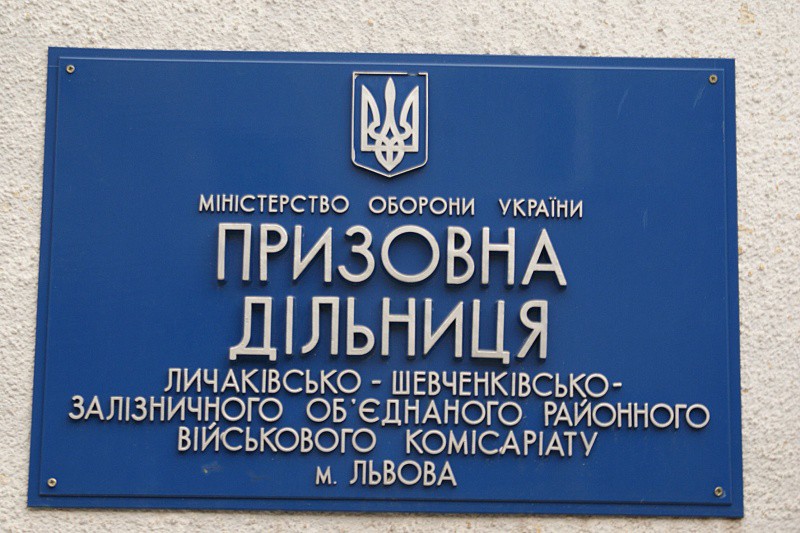 МІНІСТЕРСТВО ОБОРОНИ УКРАЇНИ
ПРИЗОВНА
ДІЛЬНИЦЯ
ЛИЧАКІВСЬКО - ШЕВЧЕНКІВСЬКО-
ЗАЛІЗНИЧНОГО ОБ'ЄДНАНОГО РАЙОННОГО
ВІЙСЬКОВОГО КОМІСАРІАТУ
м. ЛЬВОВА